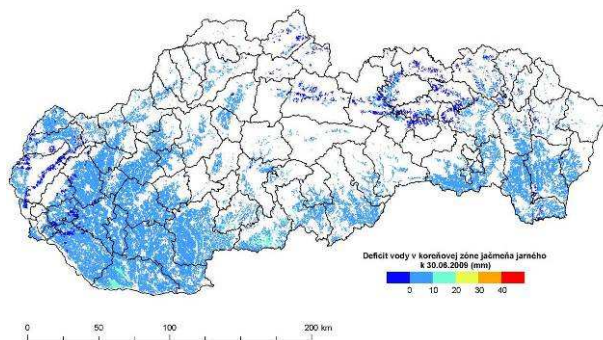 Deficit vody v koreňovej zóne jačmeňa jarného
k 30.06.2009 (mm)
0 10 20 30 40
0 50 100 200 km